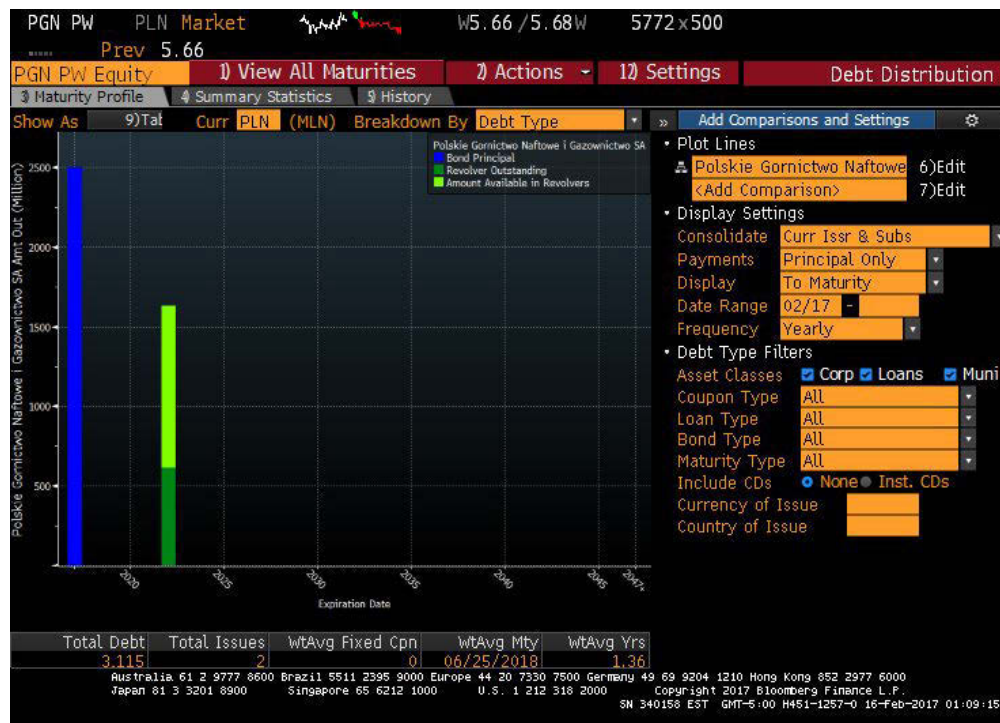 PGN PW PLN Market W5.66 /5.68W 5772x500
Prev 5.66
PGN PW Equity 1) View All Maturities 2) Actions 12) Settings Debt Distribution
3) Maturity Profile 4) Summary Statistics 5) History
Show As 9)Tab Curr PLN (MLN) Breakdown By Debt Type » Add Comparisons and Settings
Polskie Gornictwo Naftowe i Gazownictwo SA
Bond Principal
Revolver Outstanding
Amount Available in Revolvers
Polskie Gornictwo Naftowe i Gazownictwo SA Amt Out (Million)
2500
2000
1500
1000
500
2020 2025 2030 2035 2040 2045 2047+
Expiration Date
• Plot Lines
Polskie Gornictwo Naftowe 6)Edit
<Add Comparison> 7)Edit
• Display Settings
Consolidate Curr Issr & Subs
Payments Principal Only
Display To Maturity
Date Range 02/17 -
Frequency Yearly
• Debt Type Filters
Asset Classes Corp Loans Muni
Coupon Type All
Loan Type All
Bond Type All
Maturity Type All
Include CDs None Inst. CDs
Currency of Issue
Country of Issue
Total Debt Total Issues WtAvg Fixed Cpn WtAvg Mty WtAvg Yrs
3.115 2 0 06/25/2018 1.36
Australia 61 2 9777 8600 Brazil 5511 2395 9000 Europe 44 20 7330 7500 Germany 49 69 9204 1210 Hong Kong 852 2977 6000
Japan 81 3 3201 8900 Singapore 65 6212 1000 U.S. 1 212 318 2000 Copyright 2017 Bloomberg Finance L.P.
SN 340158 EST GMT-5:00 H451-1257-0 16-Feb-2017 01:09:15